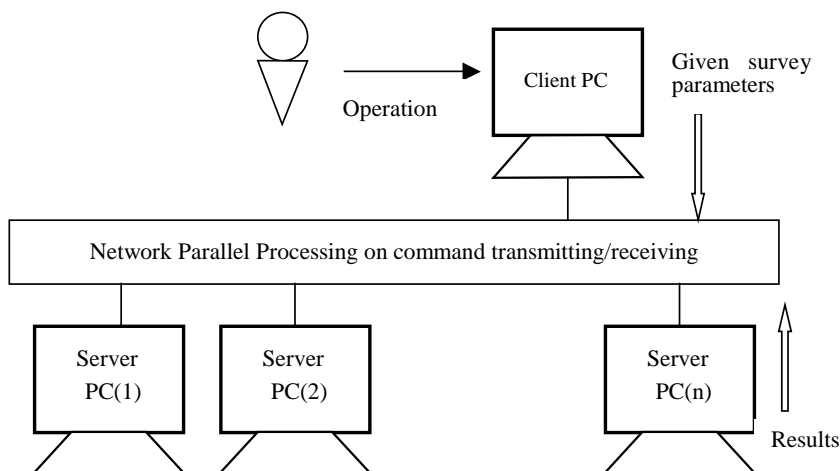 Client PC
Given survey
parameters
Operation
Network Parallel Processing on command transmitting/receiving
Server
PC(1)
Server
PC(2)
Server
PC(n)
Results